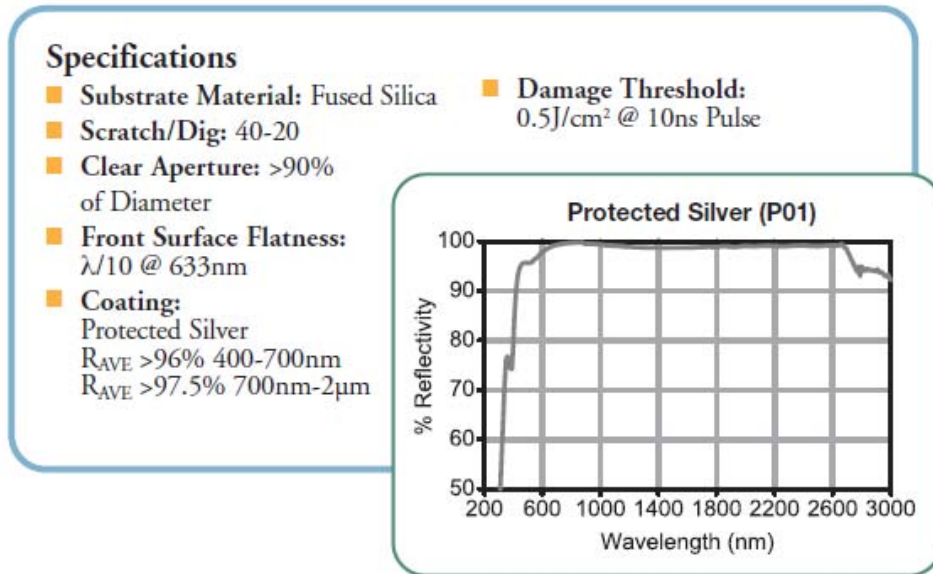 Specifications
Substrate Material: Fused Silica
Scratch/Dig: 40-20
Clear Aperture: >90%
of Diameter
Front Surface Flatness:
λ/10 @ 633nm
Coating:
Protected Silver
RAVE >96% 400-700nm
RAVE >97.5% 700nm-2µm
Damage Threshold:
0.5J/cm² @ 10ns Pulse
Protected Silver (P01)
% Reflectivity
100
90
80
70
60
50
200 600 1000 1400 1800 2200 2600 3000
Wavelength (nm)